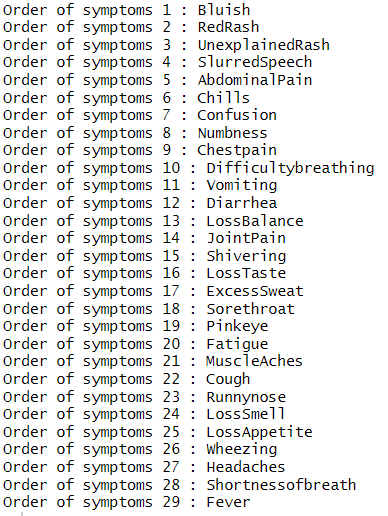 Order of symptoms 1 : Bluish
Order of symptoms 2 : RedRash
Order of symptoms 3 : UnexplainedRash
Order of symptoms 4 : SlurredSpeech
Order of symptoms 5 : AbdominalPain
Order of symptoms 6 : Chills
Order of symptoms 7 : Confusion
Order of symptoms 8 : Numbness
Order of symptoms 9 : Chestpain
Order of symptoms 10 : Difficultybreathing
Order of symptoms 11 : Vomiting
Order of symptoms 12 : Diarrhea
Order of symptoms 13 : LossBalance
Order of symptoms 14 : JointPain
Order of symptoms 15 : Shivering
Order of symptoms 16 : LossTaste
Order of symptoms 17 : ExcessSweat
Order of symptoms 18 : Sorethroat
Order of symptoms 19 : Pinkeye
Order of symptoms 20 : Fatigue
Order of symptoms 21 : MuscleAches
Order of symptoms 22 : Cough
Order of symptoms 23 : Runnynose
Order of symptoms 24 : LossSmell
Order of symptoms 25 : LossAppetite
Order of symptoms 26 : Wheezing
Order of symptoms 27 : Headaches
Order of symptoms 28 : Shortnessofbreath
Order of symptoms 29 : Fever